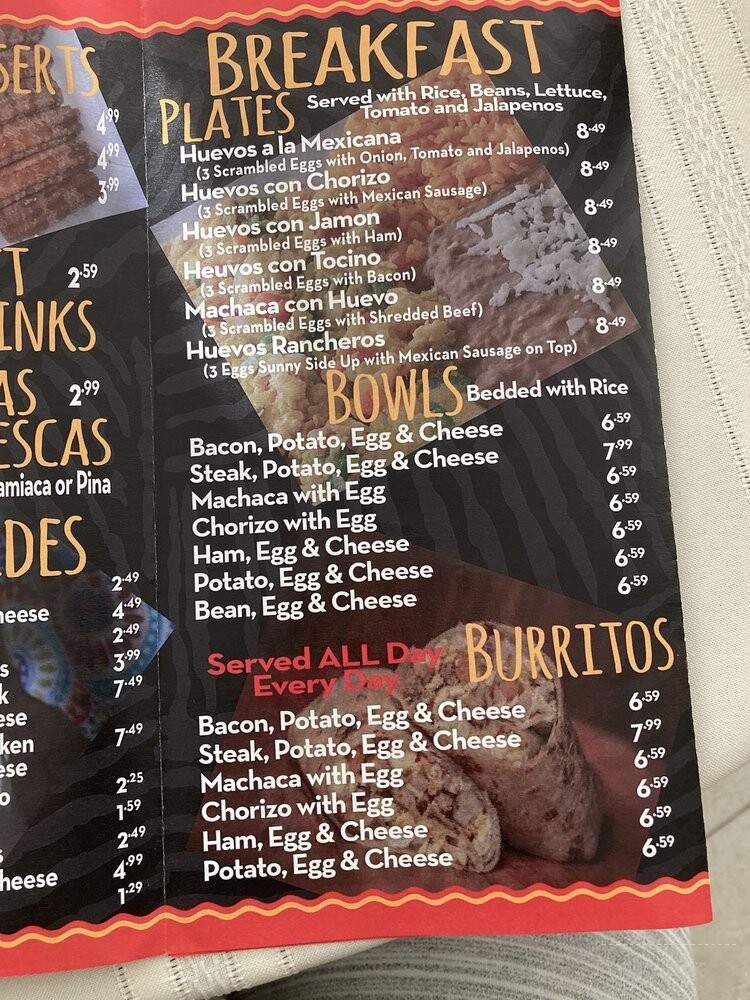 SERTS
4.99
4.99
3.99
2.59
INKS
AS 2.99
ESCAS
amiaca or Pina
DES
2.49
heese 4.49
2.49
s 3.99
k 7.49
ese
ken 7.49
ese
o 2.25
1.59
s 2.49
heese 4.99
1.29
BREAKFAST
PLATES Served with Rice, Beans, Lettuce,
Tomato and Jalapenos
Huevos a la Mexicana 8.49
(3 Scrambled Eggs with Onion, Tomato and Jalapenos)
Huevos con Chorizo 8.49
(3 Scrambled Eggs with Mexican Sausage)
Huevos con Jamon 8.49
(3 Scrambled Eggs with Ham)
Heuvos con Tocino 8.49
(3 Scrambled Eggs with Bacon)
Machaca con Huevo 8.49
(3 Scrambled Eggs with Shredded Beef)
Huevos Rancheros 8.49
(3 Eggs Sunny Side Up with Mexican Sausage on Top)
BOWLS Bedded with Rice
Bacon, Potato, Egg & Cheese 6.59
Steak, Potato, Egg & Cheese 7.99
Machaca with Egg 6.59
Chorizo with Egg 6.59
Ham, Egg & Cheese 6.59
Potato, Egg & Cheese 6.59
Bean, Egg & Cheese 6.59
Served ALL Day
Every Day
BURRITOS
Bacon, Potato, Egg & Cheese 6.59
Steak, Potato, Egg & Cheese 7.99
Machaca with Egg 6.59
Chorizo with Egg 6.59
Ham, Egg & Cheese 6.59
Potato, Egg & Cheese 6.59